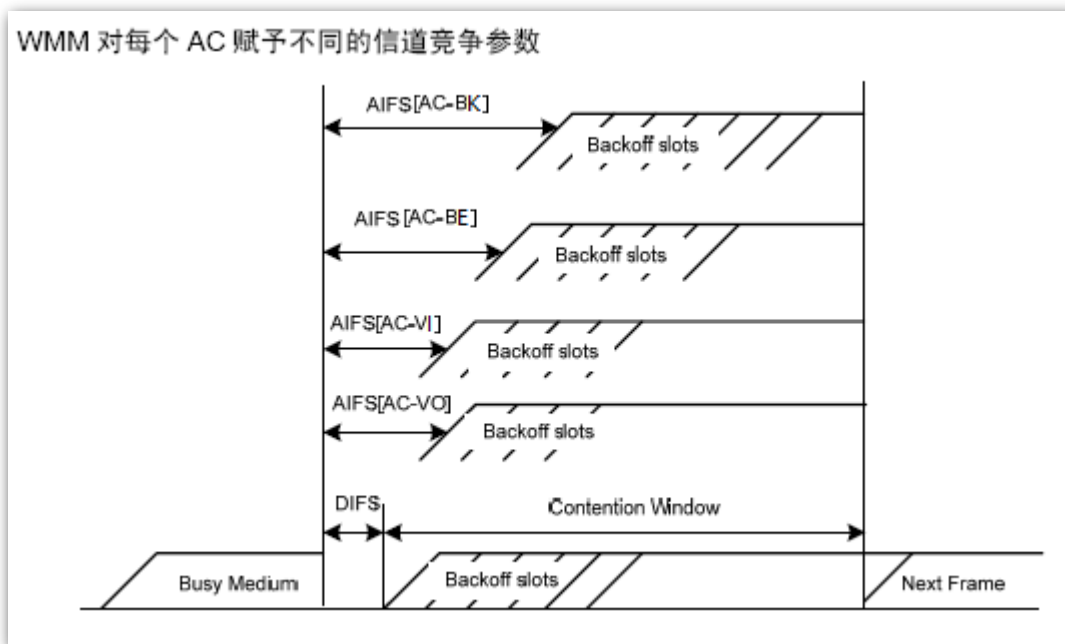 WMM 对每个 AC 赋予不同的信道竞争参数
AIFS[AC-BK]
Backoff slots
AIFS[AC-BE]
Backoff slots
AIFS[AC-VI]
Backoff slots
AIFS[AC-VO]
Backoff slots
DIFS
Contention Window
Busy Medium
Backoff slots
Next Frame